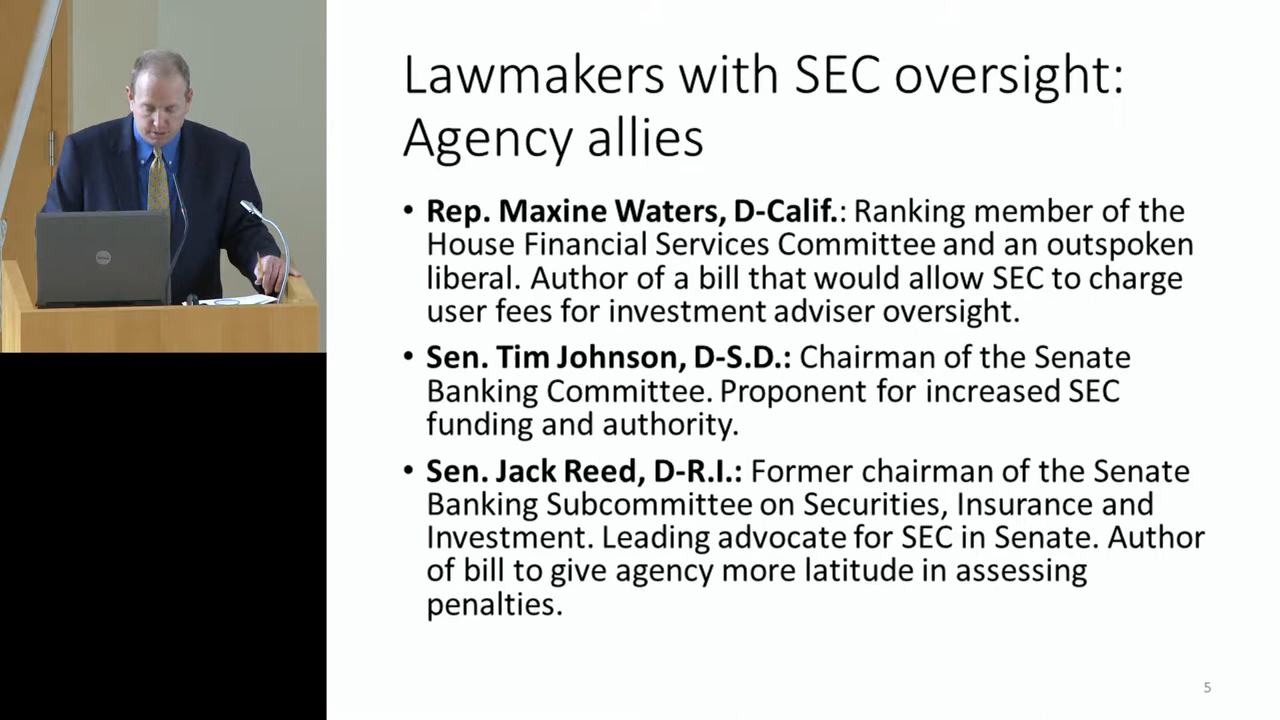 Lawmakers with SEC oversight:
Agency allies
• Rep. Maxine Waters, D-Calif.: Ranking member of the
House Financial Services Committee and an outspoken
liberal. Author of a bill that would allow SEC to charge
user fees for investment adviser oversight.
• Sen. Tim Johnson, D-S.D.: Chairman of the Senate
Banking Committee. Proponent for increased SEC
funding and authority.
• Sen. Jack Reed, D-R.I.: Former chairman of the Senate
Banking Subcommittee on Securities, Insurance and
Investment. Leading advocate for SEC in Senate. Author
of bill to give agency more latitude in assessing
penalties.
5